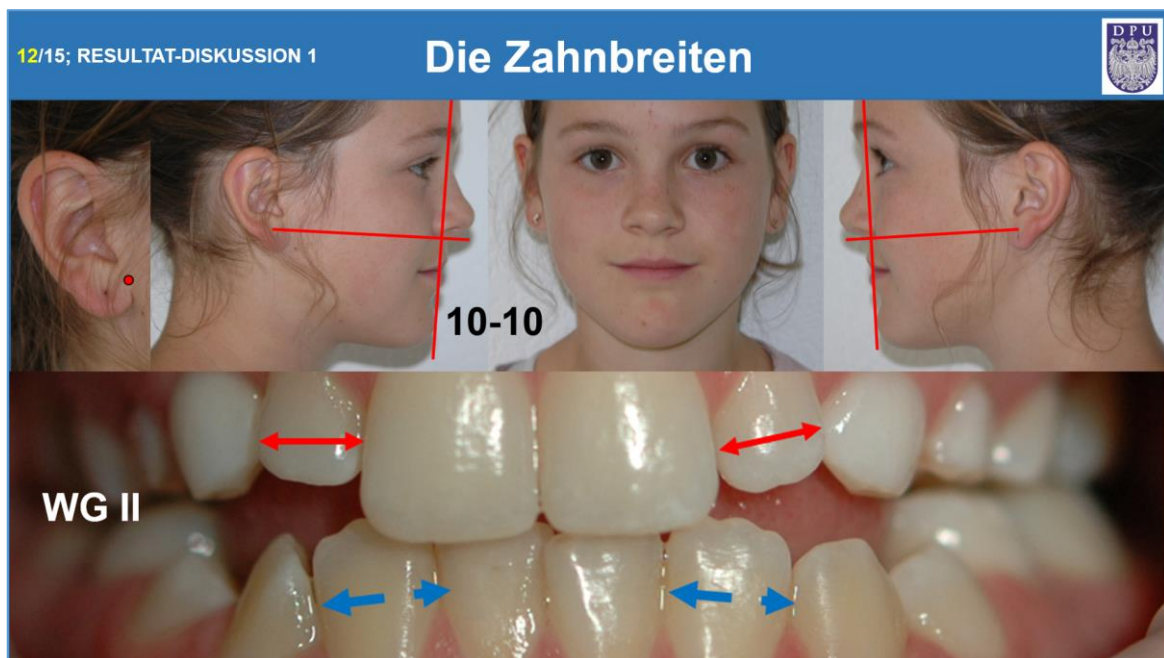 12/15; RESULTAT-DISKUSSION 1
Die Zahnbreiten
DPU
10-10
WG II